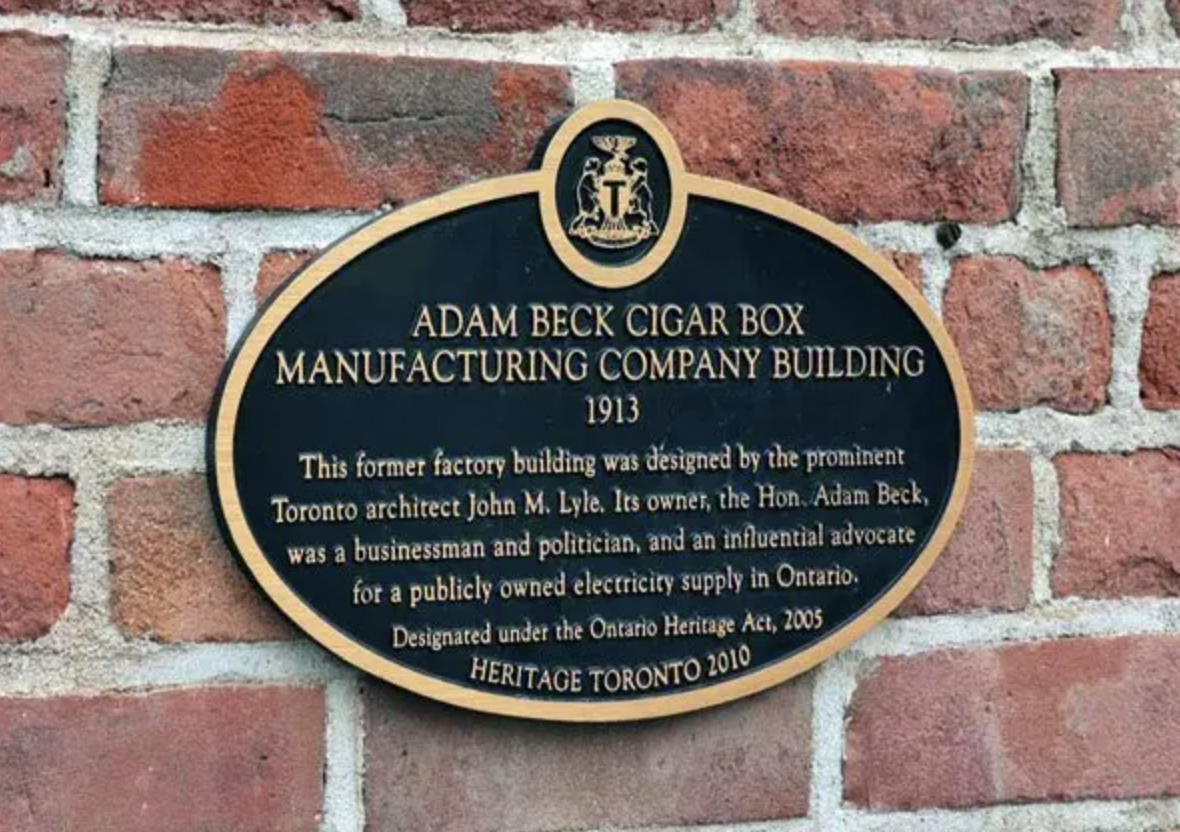 T
ADAM BECK CIGAR BOX
MANUFACTURING COMPANY BUILDING
1913
This former factory building was designed by the prominent
Toronto architect John M. Lyle. Its owner, the Hon. Adam Beck,
was a businessman and politician, and an influential advocate
for a publicly owned electricity supply in Ontario.
Designated under the Ontario Heritage Act, 2005
HERITAGE TORONTO 2010